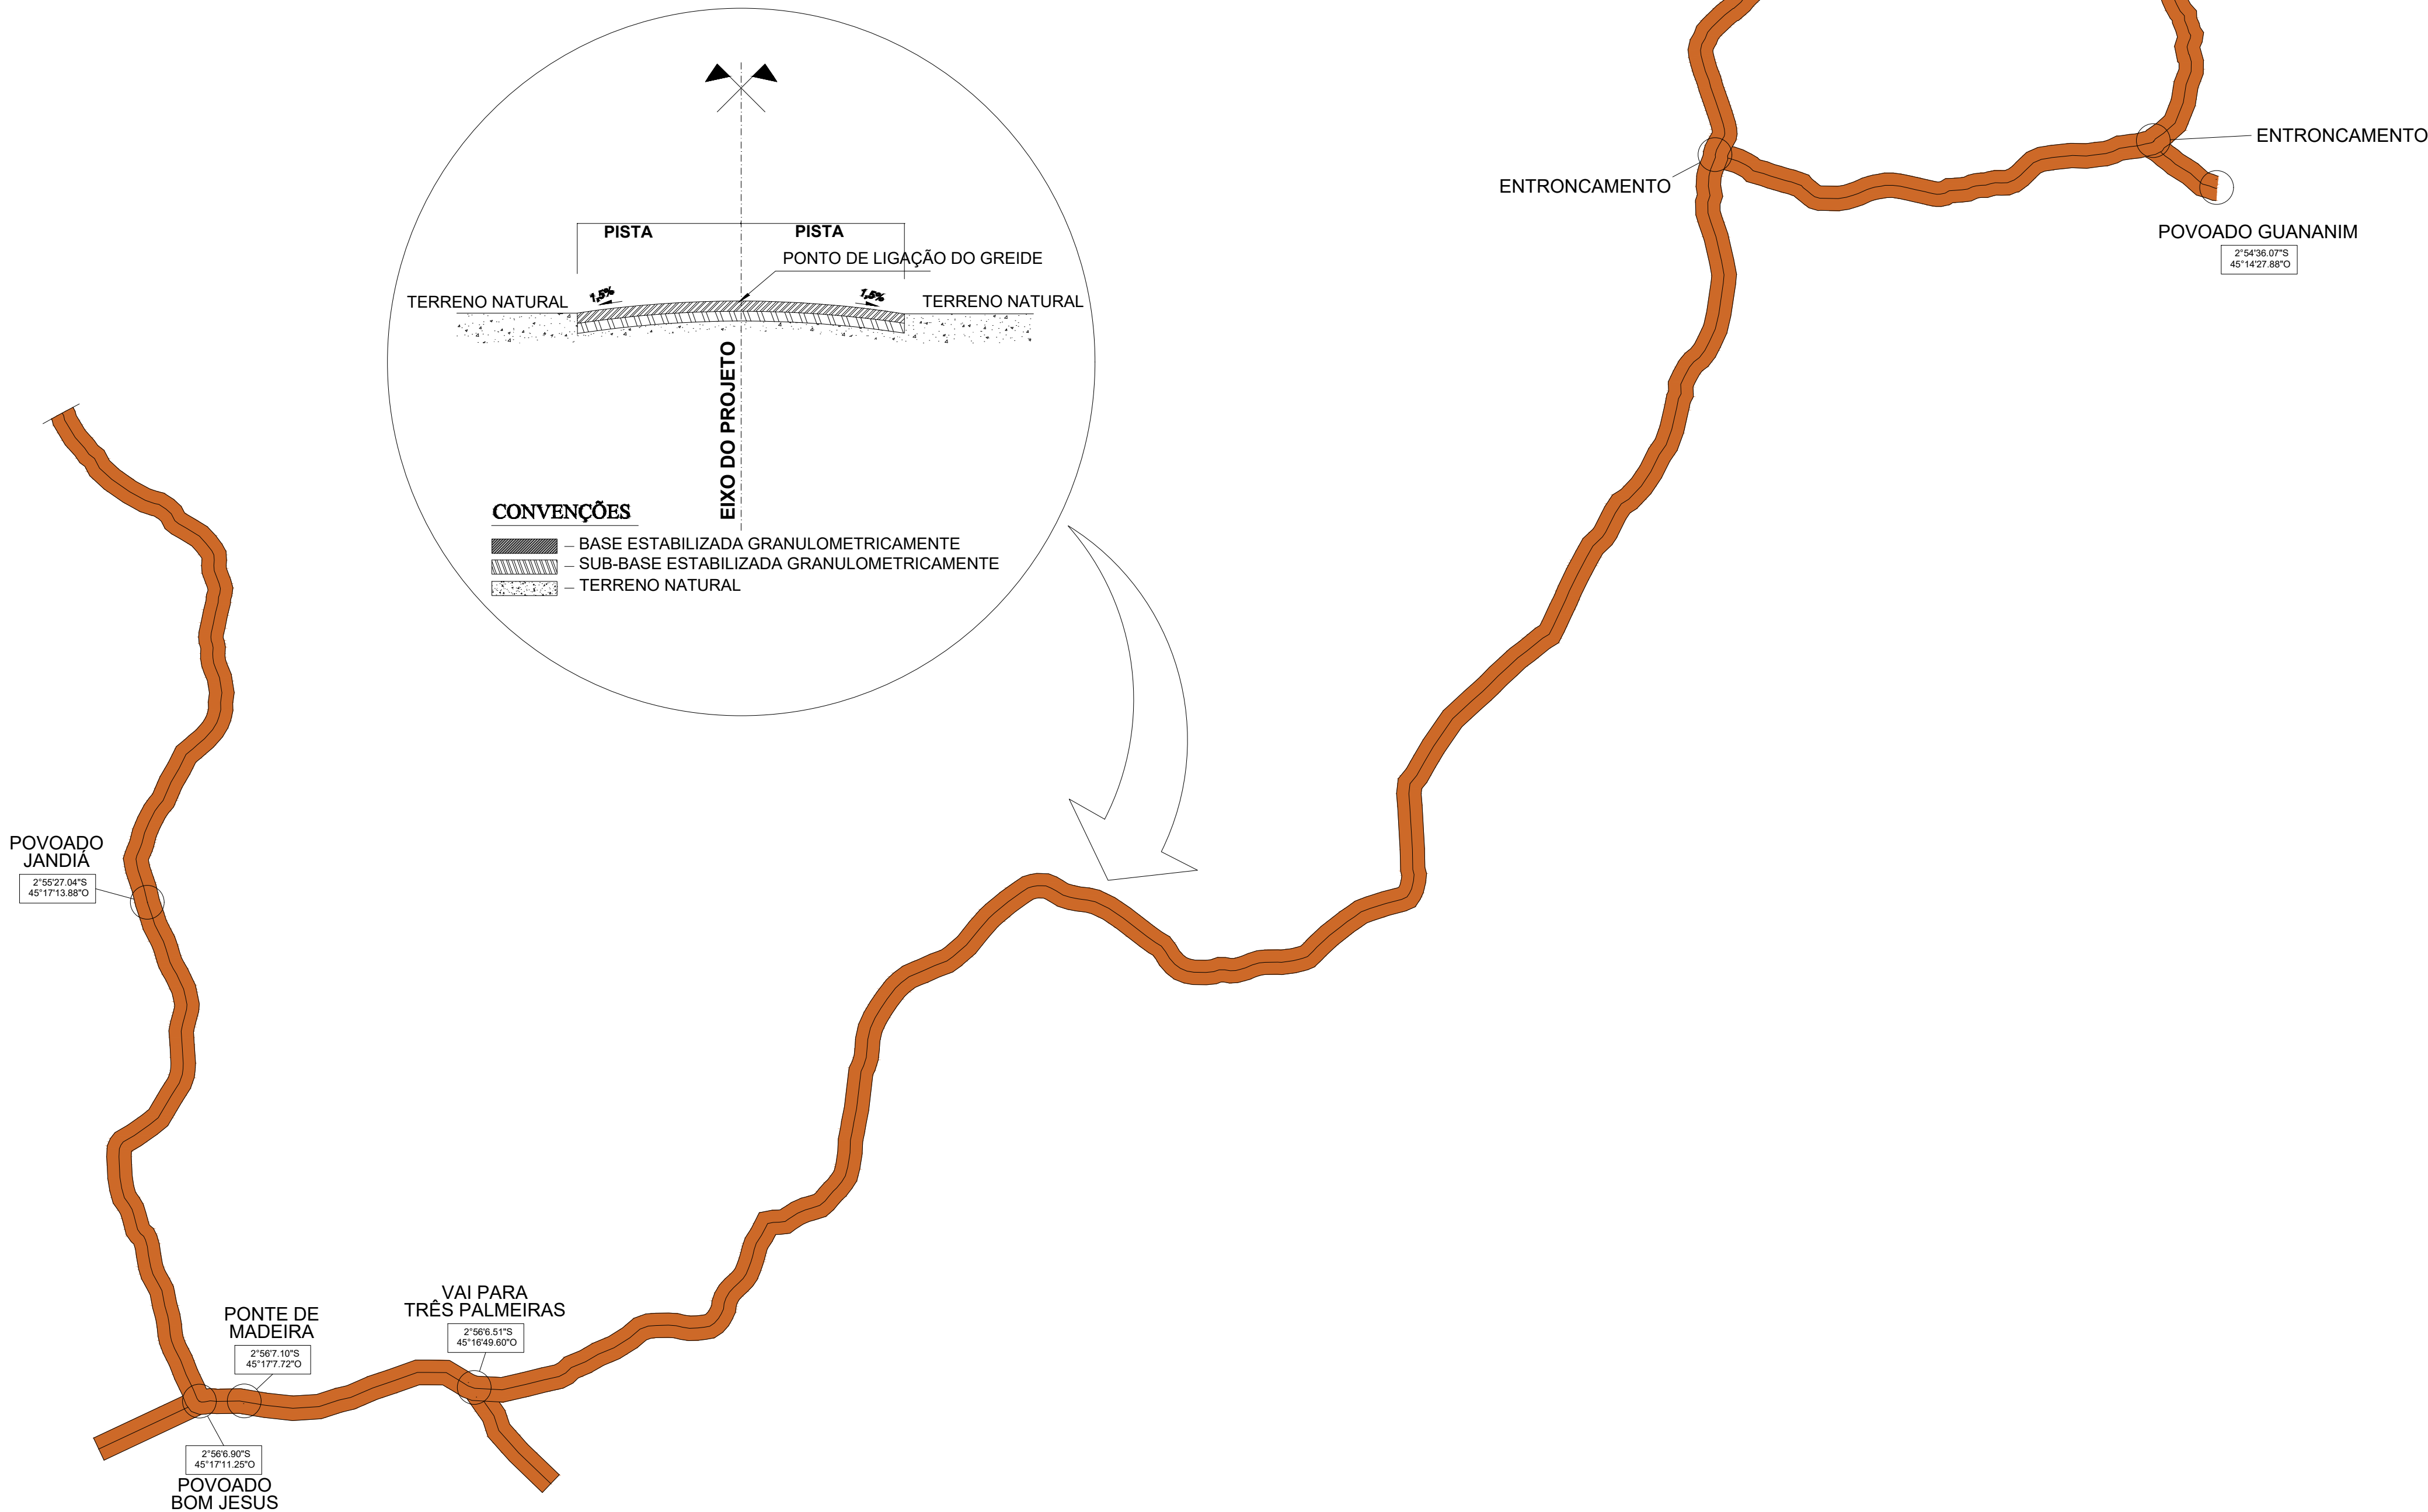 ENTRONCAMENTO
ENTRONCAMENTO
POVOADO GUANANIM
2°54'36.07"S
45°14'27.88"O
PISTA
PISTA
PONTO DE LIGAÇÃO DO GREIDE
TERRENO NATURAL
1,5%
1,5%
TERRENO NATURAL
EIXO DO PROJETO
CONVENÇÕES
– BASE ESTABILIZADA GRANULOMETRICAMENTE
– SUB-BASE ESTABILIZADA GRANULOMETRICAMENTE
– TERRENO NATURAL
POVOADO
JANDIÁ
2°55'27.04"S
45°17'13.88"O
VAI PARA
TRÊS PALMEIRAS
2°56'6.51"S
45°16'49.60"O
PONTE DE
MADEIRA
2°56'7.10"S
45°17'7.72"O
2°56'6.90"S
45°17'11.25"O
POVOADO
BOM JESUS